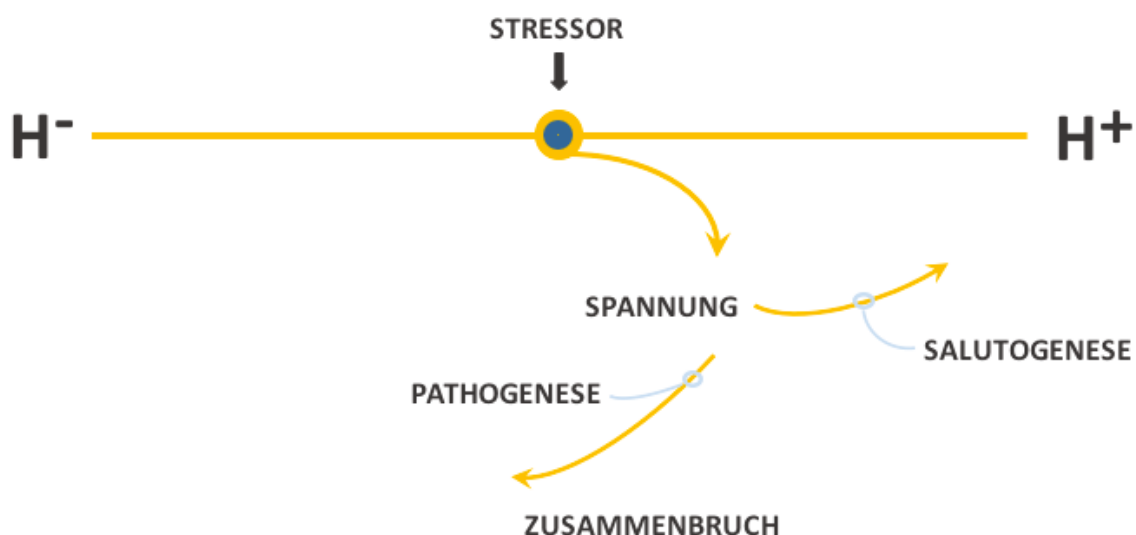 STRESSOR
H- H+
SPANNUNG
SALUTOGENESE
PATHOGENESE
ZUSAMMENBRUCH